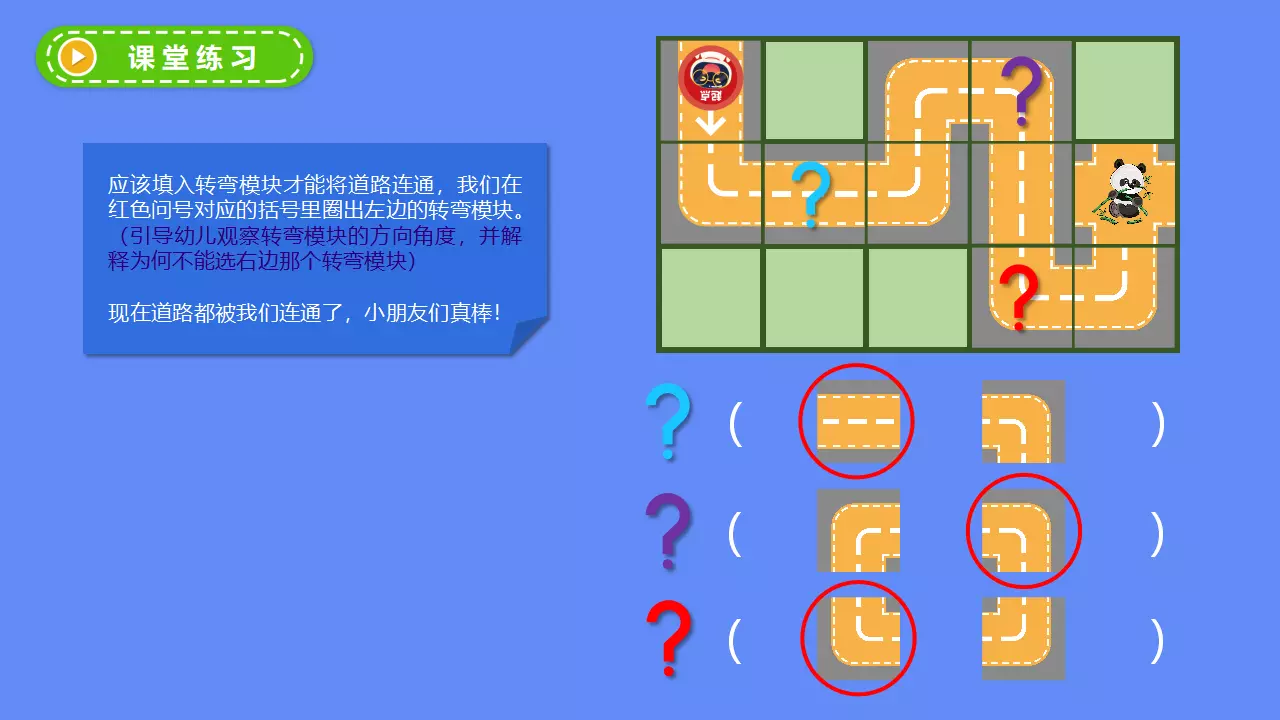 课堂练习
起点
应该填入转弯模块才能将道路连通，我们在
红色问号对应的括号里圈出左边的转弯模块。
（引导幼儿观察转弯模块的方向角度，并解
释为何不能选右边那个转弯模块）
现在道路都被我们连通了，小朋友们真棒！
?
?
?
? ( )
? ( )
? ( )